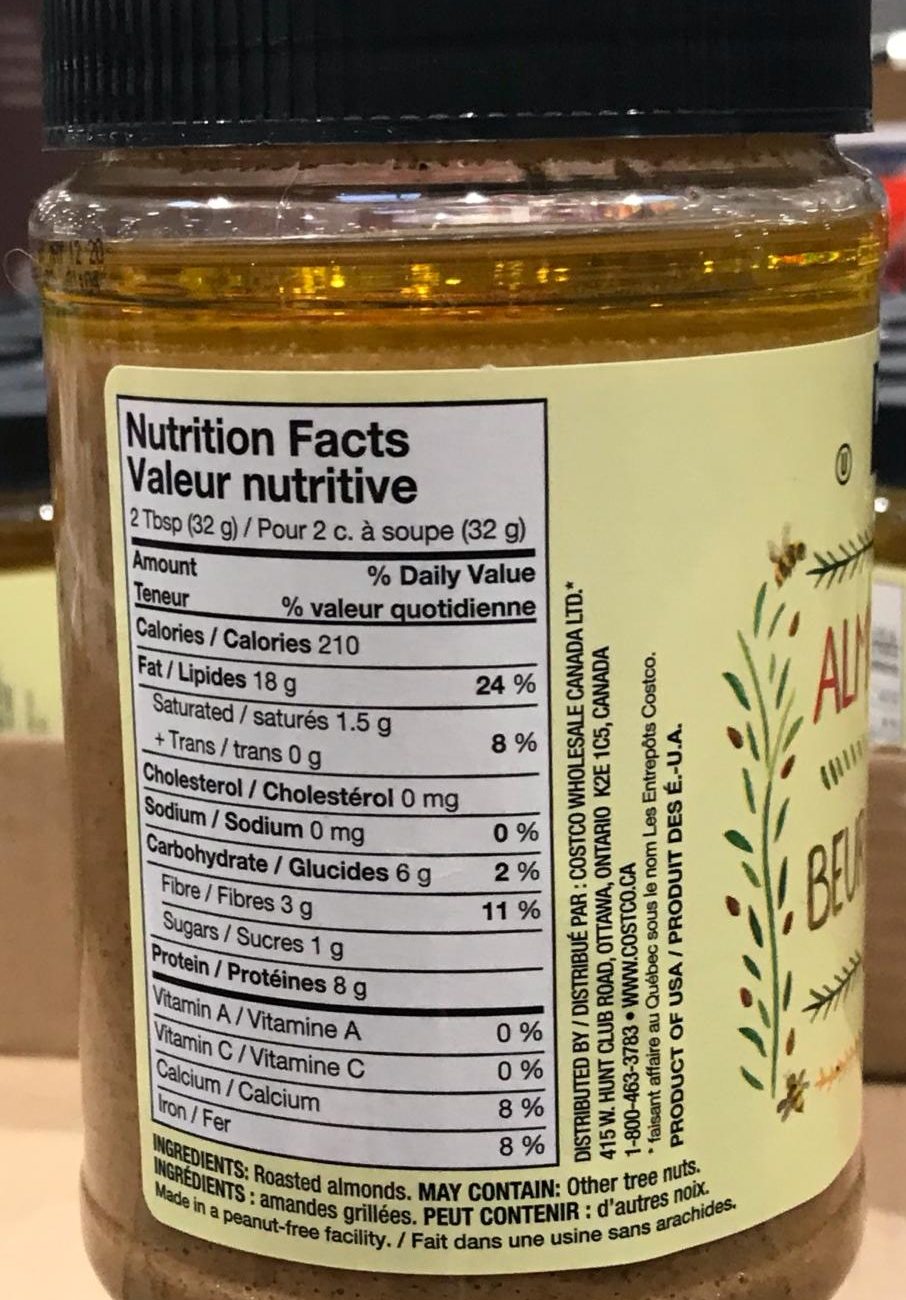 12 20
Nutrition Facts
Valeur nutritive
2 Tbsp (32 g) / Pour 2 c. à soupe (32 g)
Amount % Daily Value
Teneur % valeur quotidienne
Calories / Calories 210
Fat / Lipides 18 g 24 %
Saturated / saturés 1.5 g
+ Trans / trans 0 g 8 %
Cholesterol / Cholestérol 0 mg
Sodium / Sodium 0 mg 0 %
Carbohydrate / Glucides 6 g 2 %
Fibre / Fibres 3 g 11 %
Sugars / Sucres 1 g
Protein / Protéines 8 g
Vitamin A / Vitamine A 0 %
Vitamin C / Vitamine C 0 %
Calcium / Calcium 8 %
Iron / Fer 8 %
INGREDIENTS: Roasted almonds. MAY CONTAIN: Other tree nuts.
INGRÉDIENTS : amandes grillées. PEUT CONTENIR : d'autres noix.
Made in a peanut-free facility. / Fait dans une usine sans arachides.
DISTRIBUTED BY / DISTRIBUÉ PAR : COSTCO WHOLESALE CANADA LTD.*
415 W. HUNT CLUB ROAD, OTTAWA, ONTARIO K2E 1C5, CANADA
1-800-463-3783 • WWW.COSTCO.CA
* faisant affaire au Québec sous le nom Les Entrepôts Costco.
PRODUCT OF USA / PRODUIT DES É.-U.A.
U
ALM
BEUR